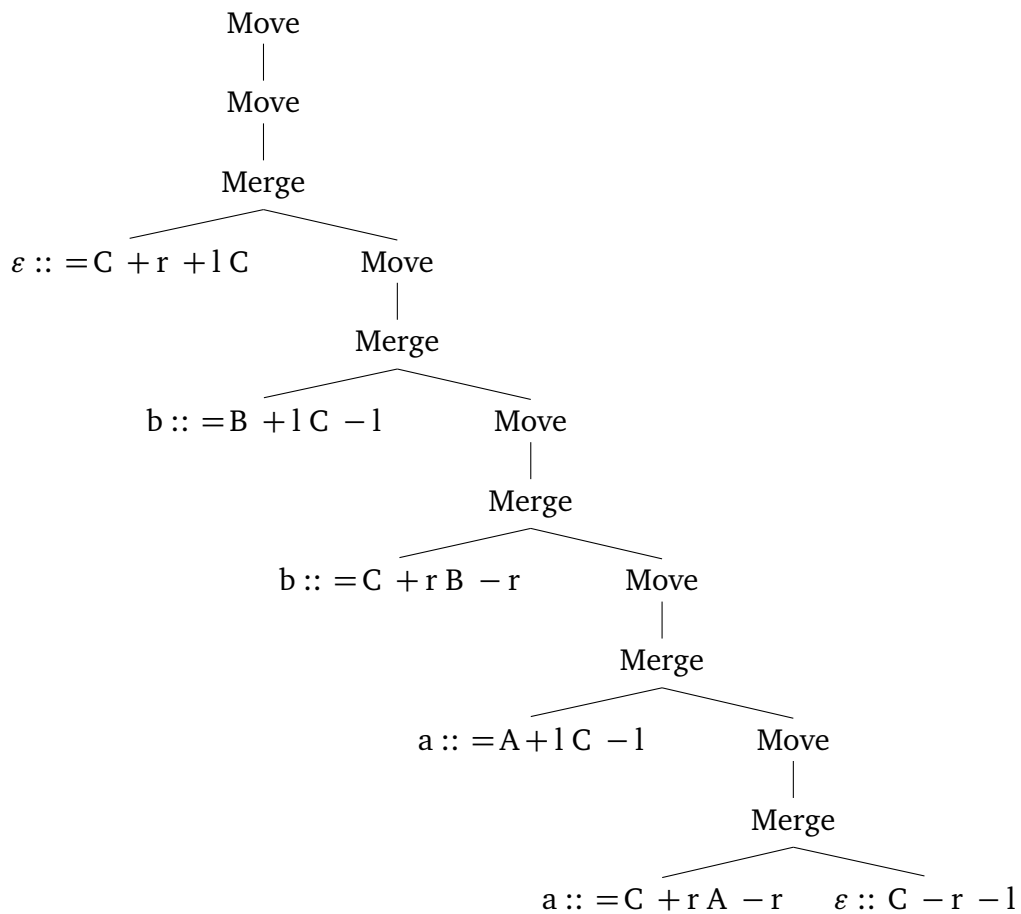 Move
Move
Merge
ε :: =C +r +l C Move
Merge
b :: =B +l C −l Move
Merge
b :: =C +r B −r Move
Merge
a :: =A+l C −l Move
Merge
a :: =C +r A −r ε :: C −r −l